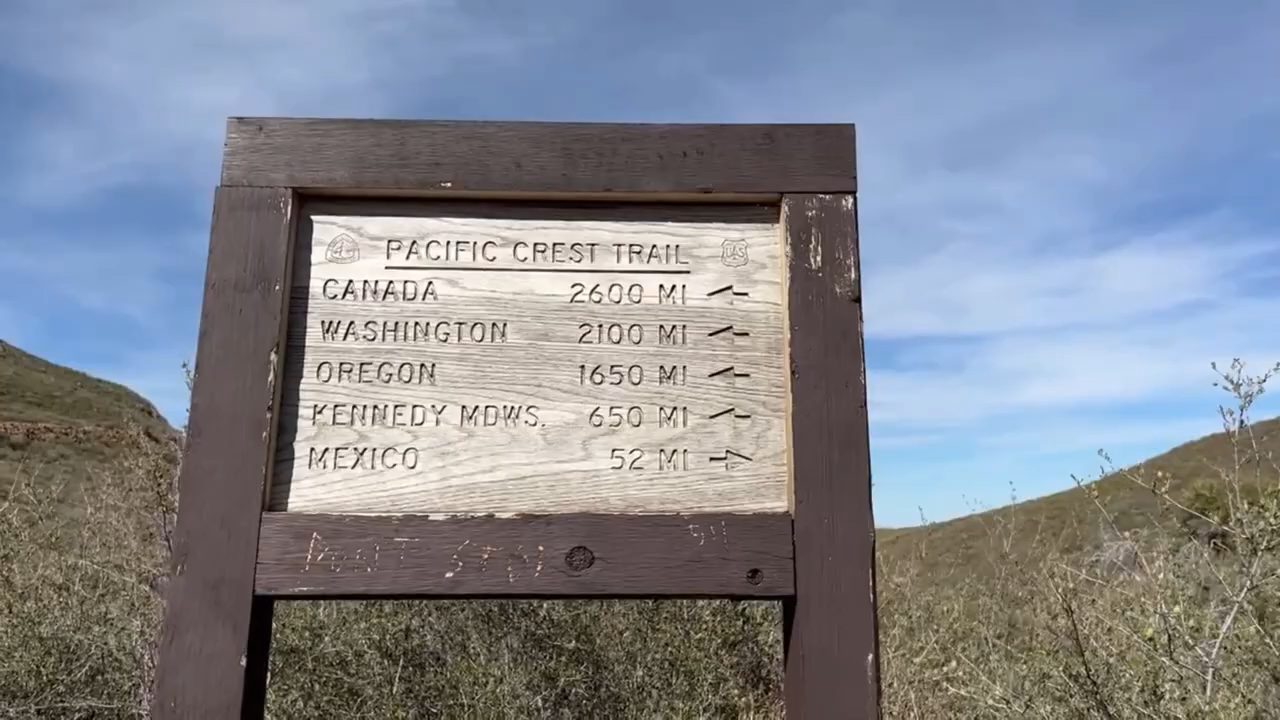 PACIFIC CREST TRAIL
CANADA 2600 MI
WASHINGTON 2100 MI
OREGON 1650 MI
KENNEDY MDWS. 650 MI
MEXICO 52 MI